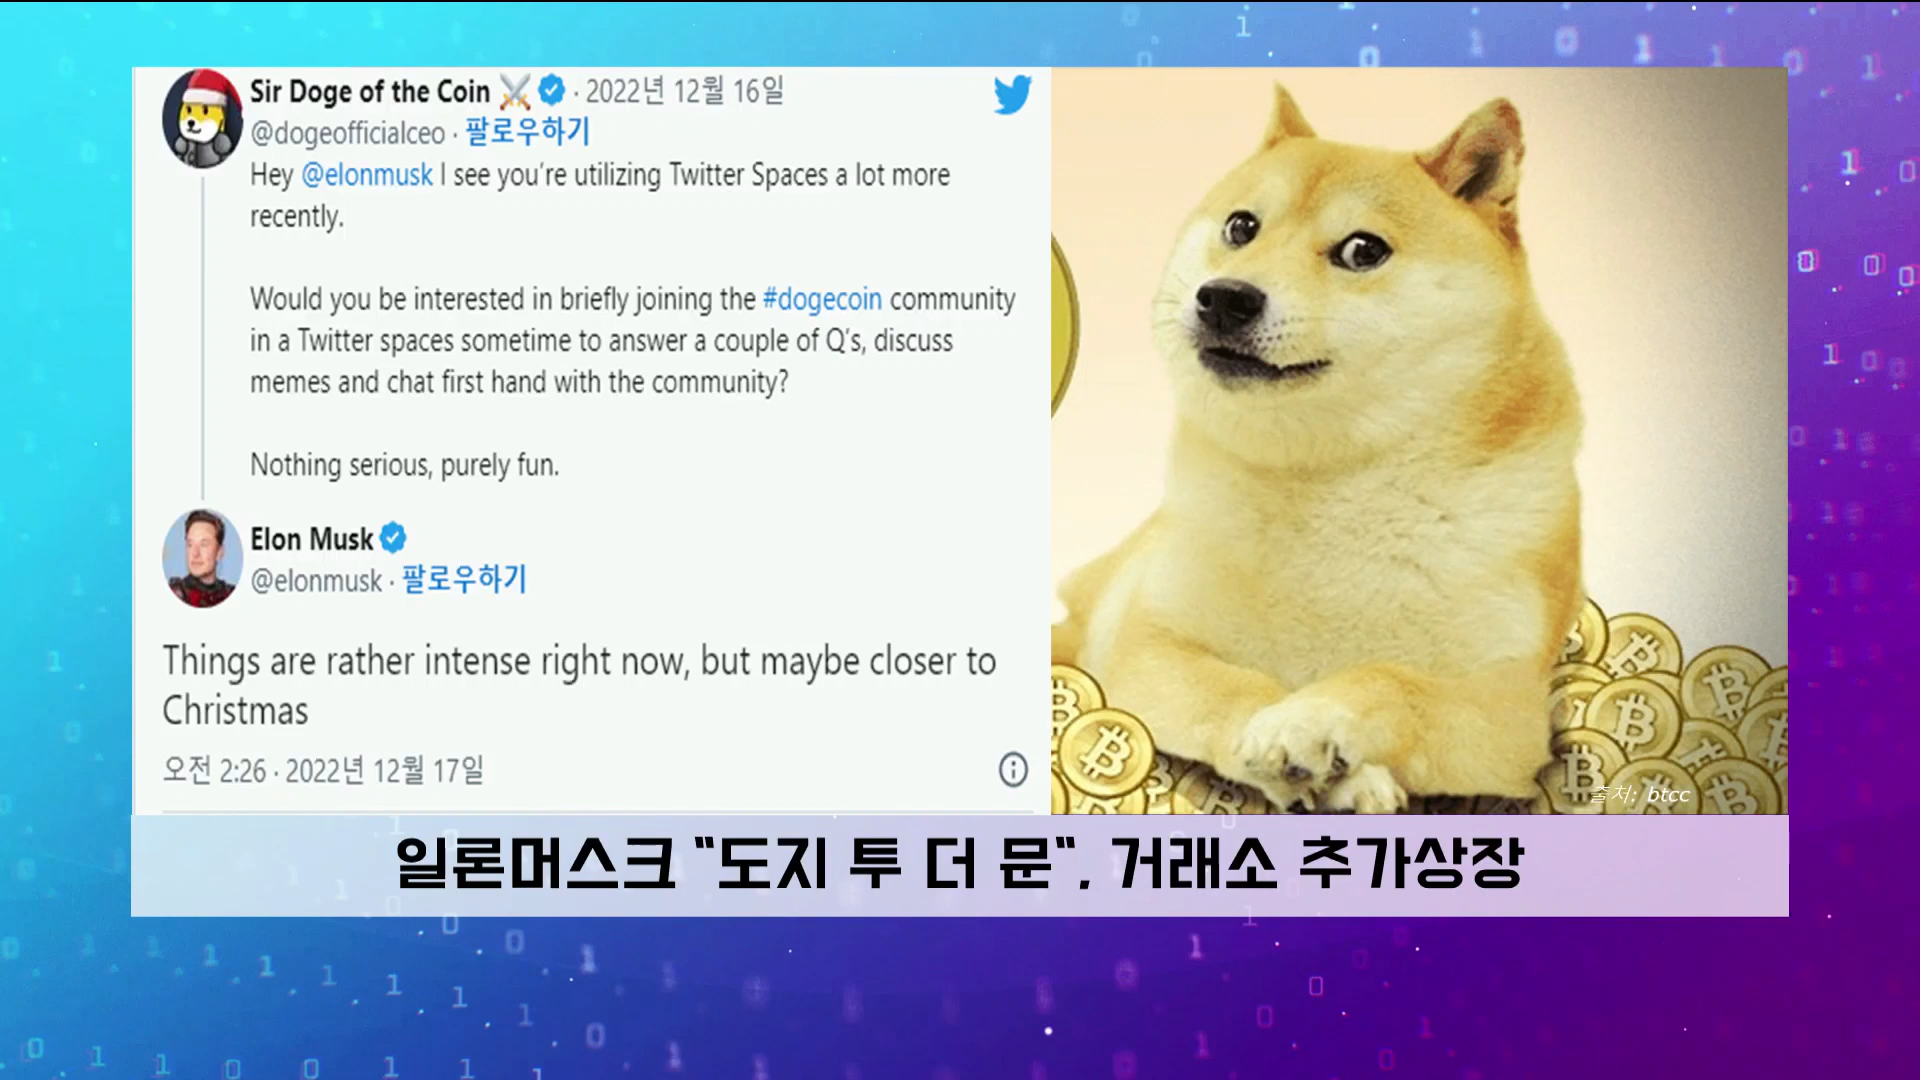 Sir Doge of the Coin ⚔️ · 2022년 12월 16일
@dogeofficialceo · 팔로우하기
Hey @elonmusk I see you're utilizing Twitter Spaces a lot more
recently.
Would you be interested in briefly joining the #dogecoin community
in a Twitter spaces sometime to answer a couple of Q's, discuss
memes and chat first hand with the community?
Nothing serious, purely fun.
Elon Musk
@elonmusk · 팔로우하기
Things are rather intense right now, but maybe closer to
Christmas
오전 2:26 · 2022년 12월 17일
출처: btcc
일론머스크 "도지 투 더 문", 거래소 추가상장